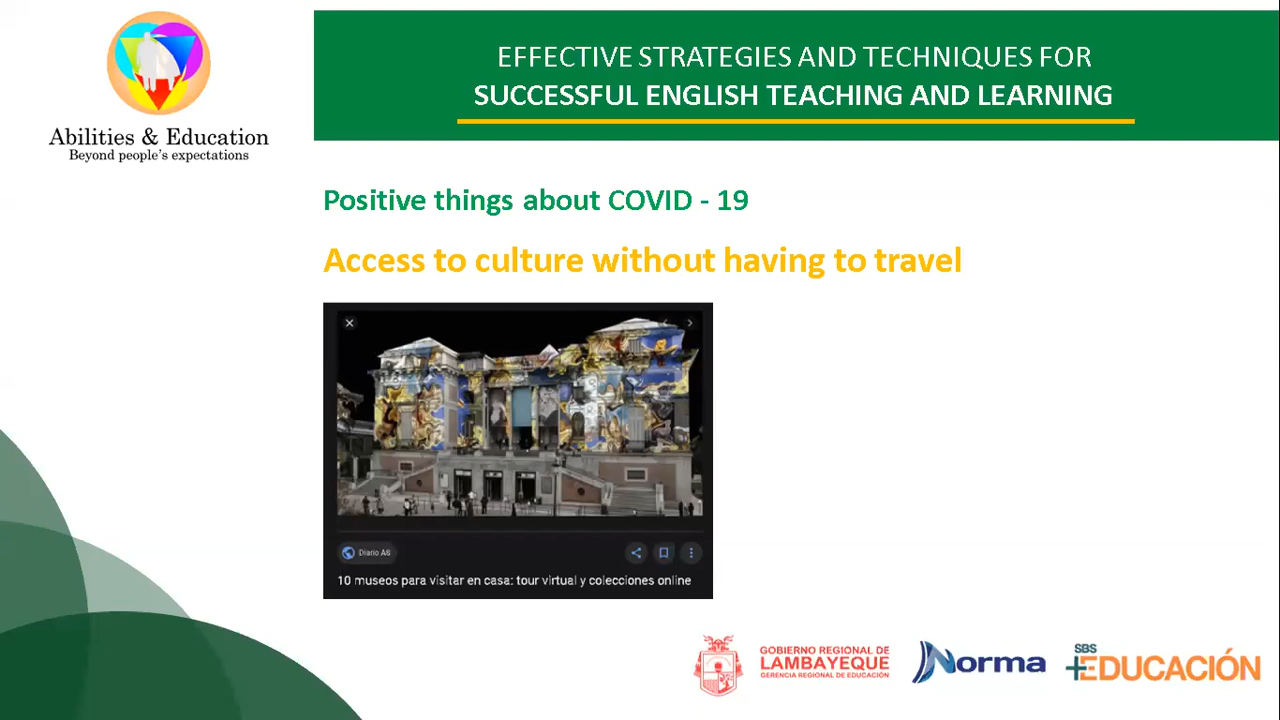 EFFECTIVE STRATEGIES AND TECHNIQUES FOR
SUCCESSFUL ENGLISH TEACHING AND LEARNING
Abilities & Education
Beyond people's expectations
Positive things about COVID - 19
Access to culture without having to travel
Diario AS
10 museos para visitar en casa: tour virtual y colecciones online
GOBIERNO REGIONAL DE
LAMBAYEQUE
GERENCIA REGIONAL DE EDUCACIÓN
Norma
SBS
+EDUCACIÓN